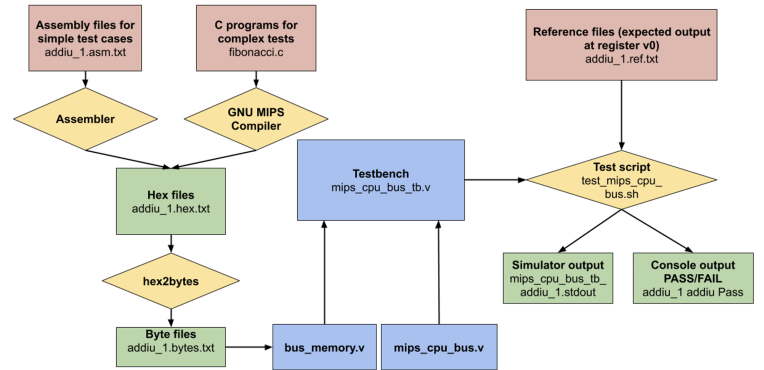 Assembly files for
simple test cases
addiu_1.asm.txt
C programs for
complex tests
fibonacci.c
Reference files (expected output
at register v0)
addiu_1.ref.txt
Assembler
GNU MIPS
Compiler
Testbench
mips_cpu_bus_tb.v
Test script
test_mips_cpu_
bus.sh
Hex files
addiu_1.hex.txt
hex2bytes
Simulator output
mips_cpu_bus_tb_
addiu_1.stdout
Console output
PASS/FAIL
addiu_1 addiu Pass
Byte files
addiu_1.bytes.txt
bus_memory.v
mips_cpu_bus.v